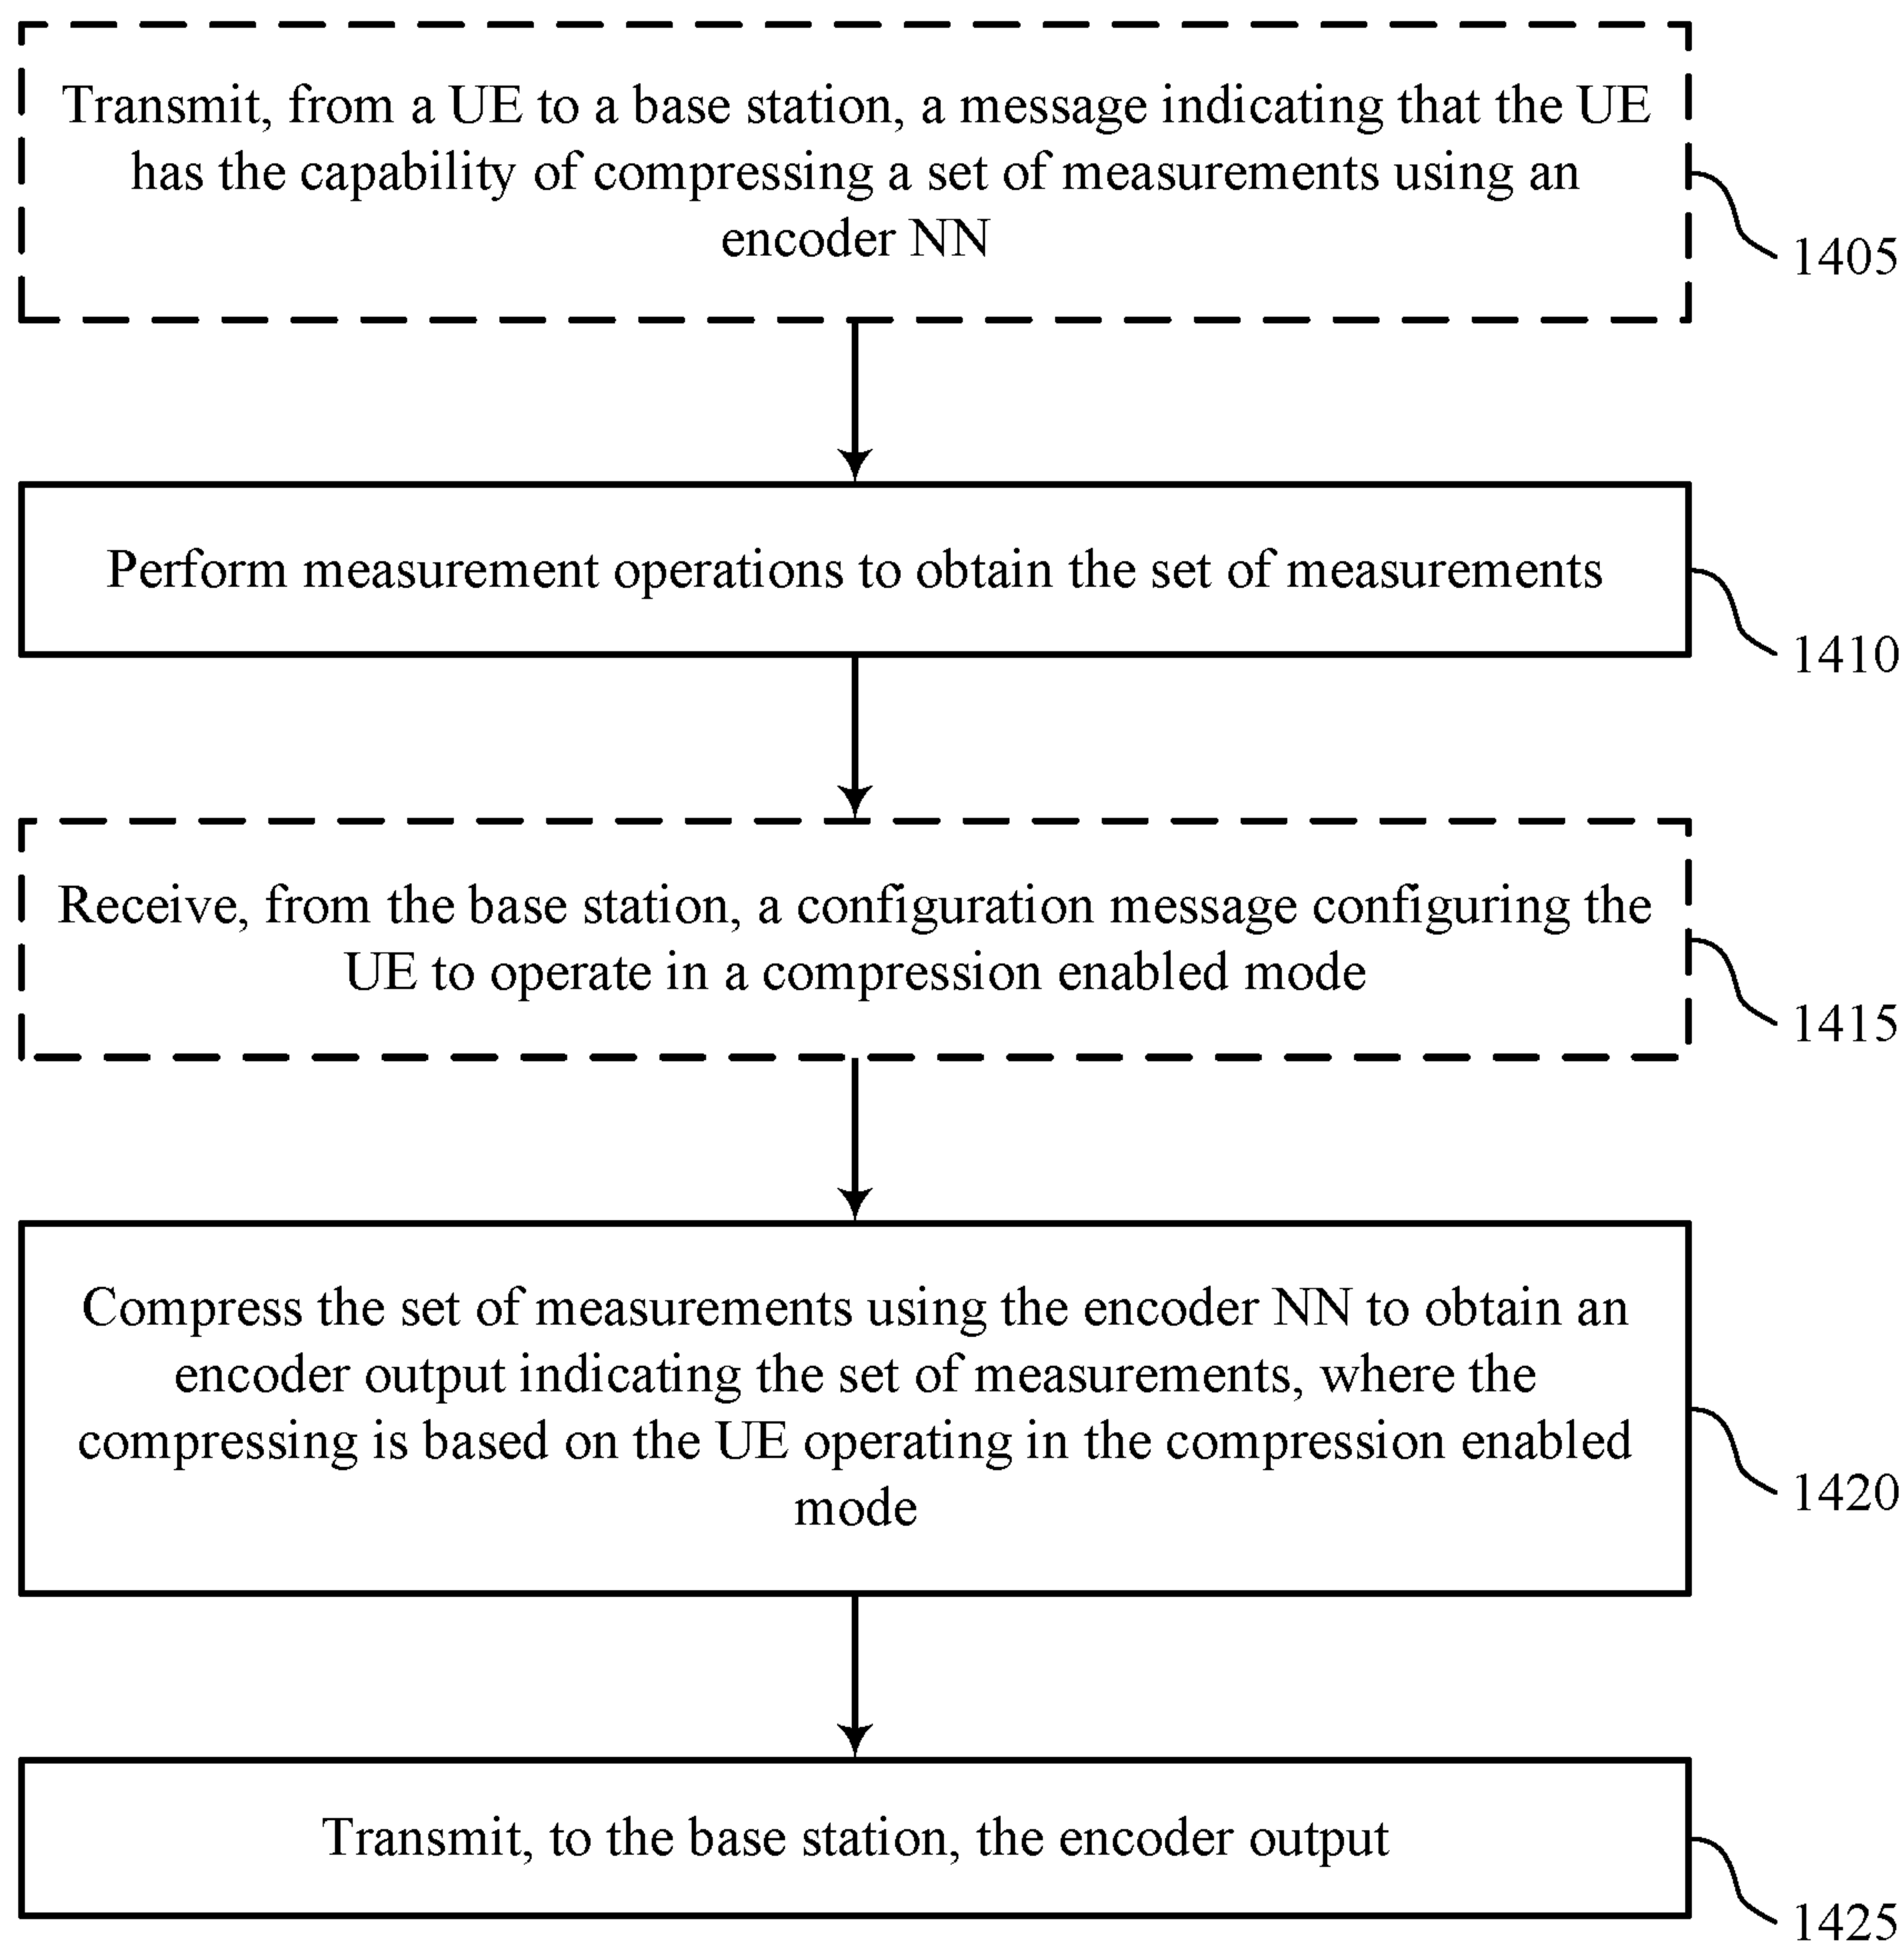 Transmit, from a UE to a base station, a message indicating that the UE
has the capability of compressing a set of measurements using an
encoder NN
1405
Perform measurement operations to obtain the set of measurements
1410
Receive, from the base station, a configuration message configuring the
UE to operate in a compression enabled mode
1415
Compress the set of measurements using the encoder NN to obtain an
encoder output indicating the set of measurements, where the
compressing is based on the UE operating in the compression enabled
mode
1420
Transmit, to the base station, the encoder output
1425